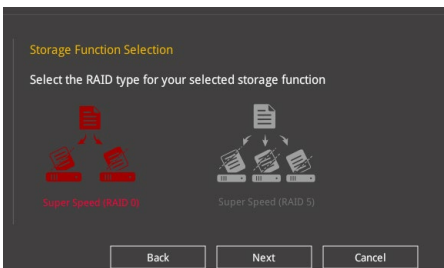 Storage Function Selection
Select the RAID type for your selected storage function
Super Speed (RAID 0)
Super Speed (RAID 5)
Back
Next
Cancel